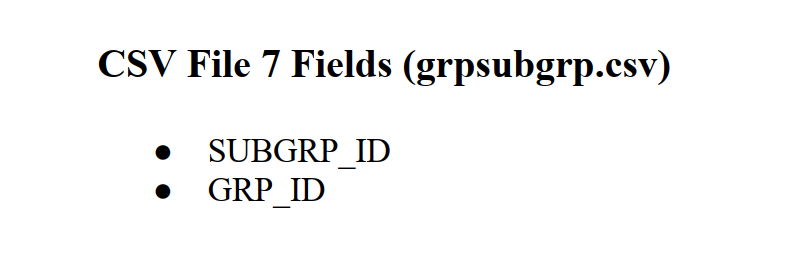 CSV File 7 Fields (grpsubgrp.csv)
● SUBGRP_ID
● GRP_ID